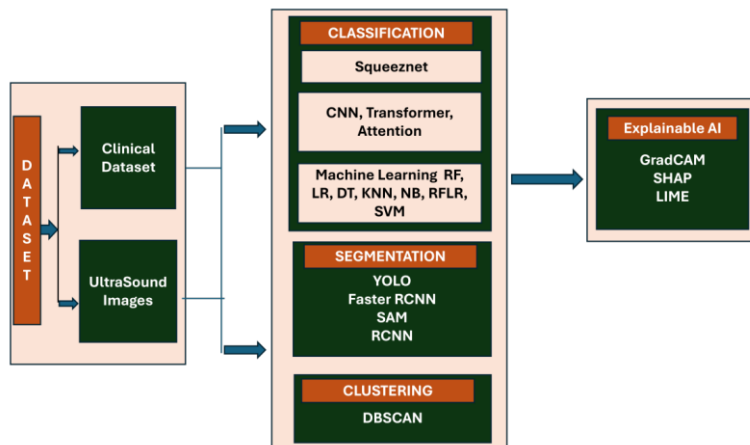 DATASET
Clinical
Dataset
UltraSound
Images
CLASSIFICATION
Squeeznet
CNN, Transformer,
Attention
Machine Learning RF,
LR, DT, KNN, NB, RFLR,
SVM
SEGMENTATION
YOLO
Faster RCNN
SAM
RCNN
CLUSTERING
DBSCAN
Explainable AI
GradCAM
SHAP
LIME